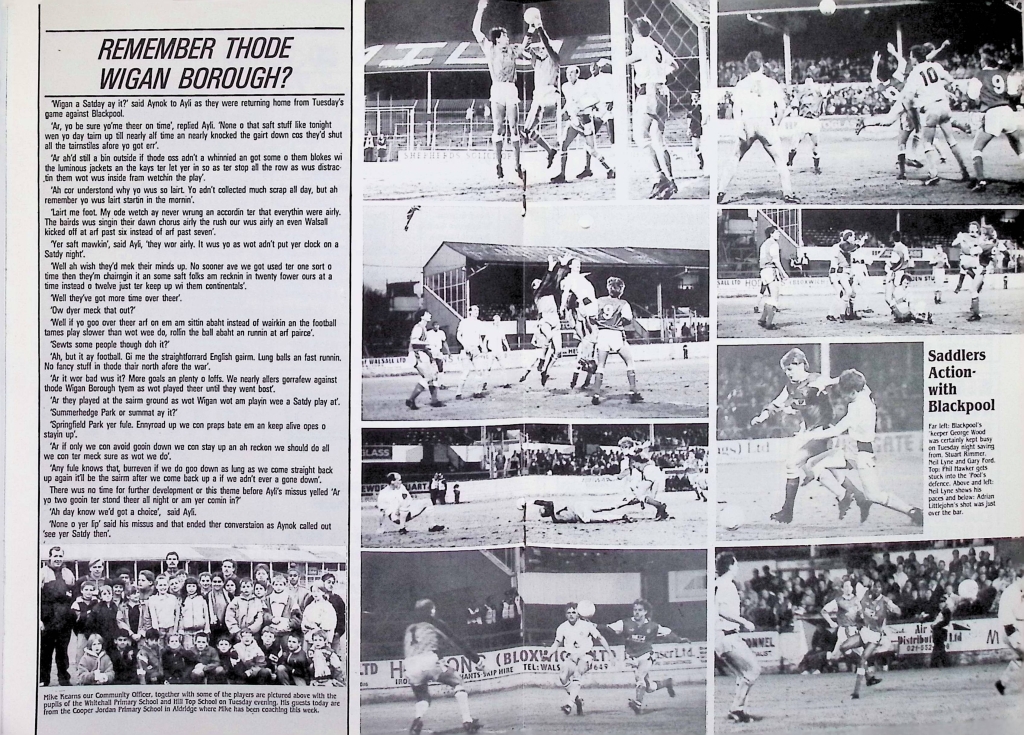 REMEMBER THODE
WIGAN BOROUGH?
'Wigan a Satday ay it?' said Aynok to Ayli as they were returning home from Tuesday's
game against Blackpool.
'Ar, yo be sure yo'me theer on time', replied Ayli. 'None o that saft stuff like tonight
wen yo day taim up till nearly alf time an nearly knocked the gairt down cos they'd shut
all the tairnstiles afore yo got err'.
'Ar ah'd still a bin outside if thode oss adn't a whinnied an got some o them blokes wi
the luminous jackets an the kays ter let yer in so as ter stop all the row as wus distrac-
tin them wot wus inside fram wetchin the play'.
'Ah cor understand why yo wus so lairt. Yo adn't collected much scrap all day, but ah
remember yo wus lairt startin in the mornin'.
'Lairt me foot. My ode wetch ay never wrung an accordin ter that everythin were airly.
The bairds wus singin their dawn chorus airly the rush our wus airly an even Walsall
kicked off at arf past six instead of arf past seven'.
'Yer saft mawkin', said Ayli, 'they wor airly. It wus yo as wot adn't put yer clock on a
Satdy night'.
'Well ah wish they'd mek their minds up. No sooner ave we got used ter one sort o
time then they'm chairngin it an some saft folks am recknin in twenty fower ours at a
time instead o twelve just ter keep up wi them continentals'.
'Well they've got more time over theer'.
'Ow dyer meck that out?'
'Well if yo goo over theer arf on em am sittin abaht instead of wairkin an the football
tames play slower than wot wee do, rollin the ball abaht an runnin at arf pairce'.
'Sewts some people though doh it?'
'Ah, but it ay football. Gi me the straightforrard English gairm. Lung balls an fast runnin.
No fancy stuff in thode thair north afore the war'.
'Ar it wor bad wus it? More goals an plenty o loffs. We nearly allers gorrafew against
thode Wigan Borough tyem as wot played theer until they went bost'.
'Ar they played at the sairm ground as wot Wigan wot am playin wee a Satdy play at'.
'Summerhedge Park or summat ay it?'
'Springfield Park yer fule. Ennyroad up we con praps bate em an keep alive opes o
stayin up'.
'Ar if only we con avoid gooin down we con stay up an ah reckon we should do all
we con ter meck sure as wot we do'.
'Any fule knows that, burreven if we do goo down as lung as we come straight back
up again it'll be the sairm after we come back up a if we adn't ever a gone down'.
There was no time for further development or this theme before Ayli's missus yelled 'Ar
yo two gooin ter stond theer all night or am yer comin in?'
'Ah day know we'd got a choice', said Ayli.
'None o yer lip' said his missus and that ended ther converstaion as Aynok called out
'see yer Satdy then'.
Mike Kearns our Community Officer, together with some of the players are pictured above with the
pupils of the Whitehall Primary School and Hill Top School on Tuesday evening. His guests today are
from the Cooper Jordan Primary School in Aldridge where Mike has been coaching this week.
SHEPHERDS SOLICITOR
WALSALL LTD
GLASS
(BLOXWICH) LTD
TEL: WALS
649
SKIP HIRE
Saddlers
Action-
with
Blackpool
Far left: Blackpool's
'keeper George Wood
was certainly kept busy
on Tuesday night saving
from. Stuart Rimmer,
Neil Lyne and Gary Ford.
Top: Phil Hawker gets
stuck into the 'Pool's
defence. Above and left:
Neil Lyne shows his
paces and below: Adrian
Littlejohn's shot was just
over the bar.
Air
Ltd